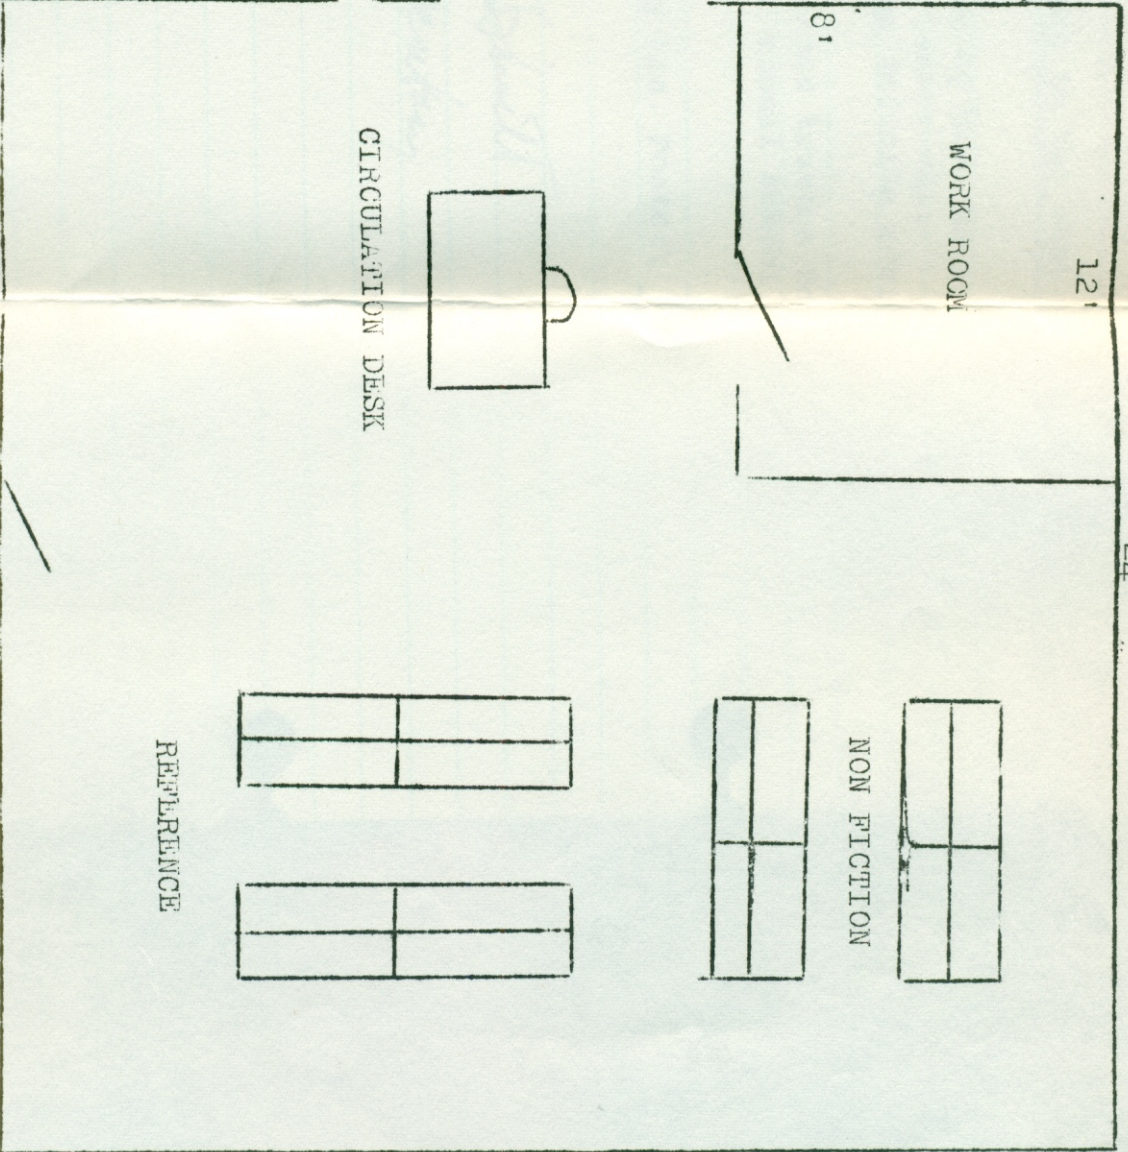 12'
WORK ROOM
8'
NON FICTION
CIRCULATION DESK
REFERENCE